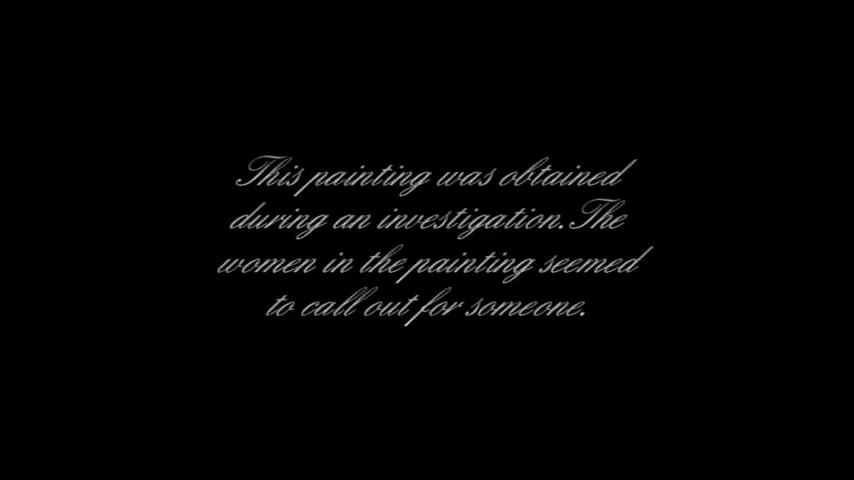 This painting was obtained
during an investigation. The
women in the painting seemed
to call out for someone.